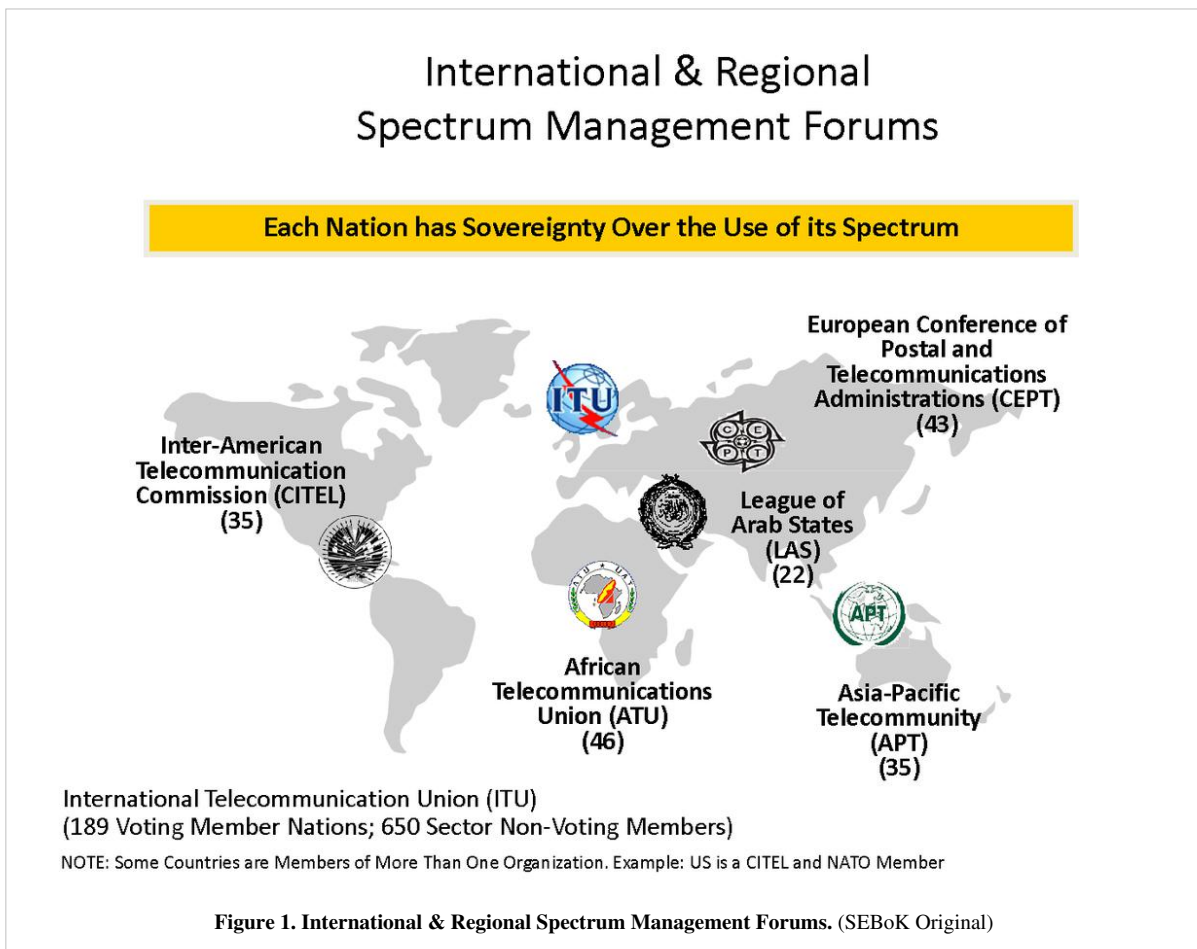 International & Regional
Spectrum Management Forums
Each Nation has Sovereignty Over the Use of its Spectrum
European Conference of
Postal and
Telecommunications
Administrations (CEPT)
(43)
ITU
C E
P T
Inter-American
Telecommunication
Commission (CITEL)
(35)
League of
Arab States
(LAS)
(22)
ATU ★ UAT
APT
African
Telecommunications
Union (ATU)
(46)
Asia-Pacific
Telecommunity
(APT)
(35)
International Telecommunication Union (ITU)
(189 Voting Member Nations; 650 Sector Non-Voting Members)
NOTE: Some Countries are Members of More Than One Organization. Example: US is a CITEL and NATO Member
Figure 1. International & Regional Spectrum Management Forums. (SEBoK Original)